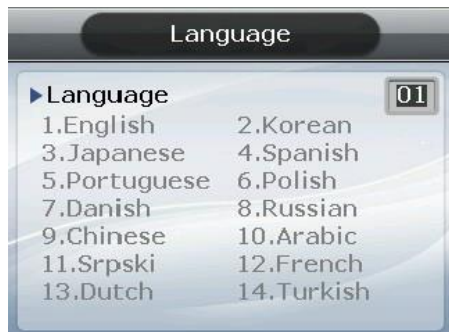 Language
▶Language 01
1.English 2.Korean
3.Japanese 4.Spanish
5.Portuguese 6.Polish
7.Danish 8.Russian
9.Chinese 10.Arabic
11.Srpski 12.French
13.Dutch 14.Turkish